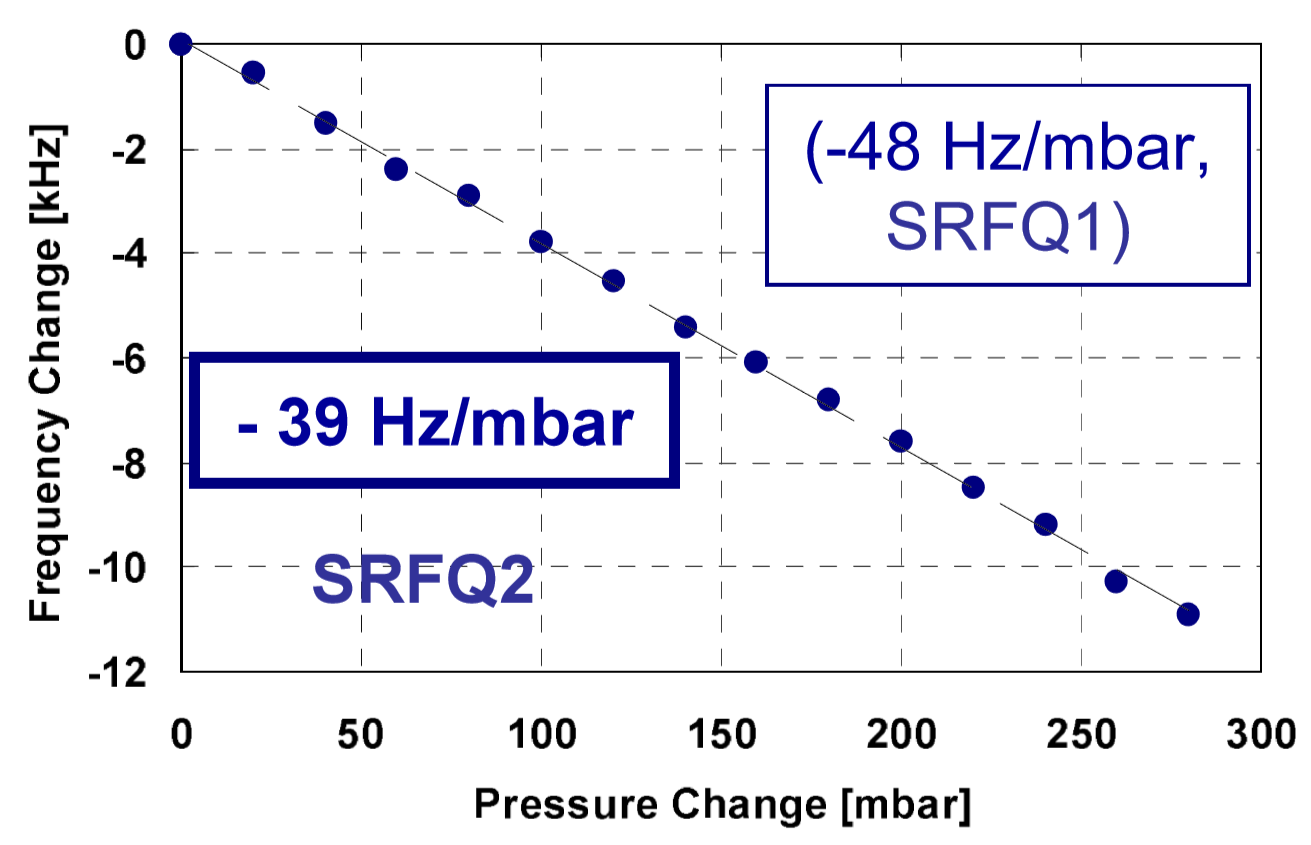 0
-2
-4
-6
-8
-10
-12
Frequency Change [kHz]
(-48 Hz/mbar,
SRFQ1)
- 39 Hz/mbar
SRFQ2
0 50 100 150 200 250 300
Pressure Change [mbar]